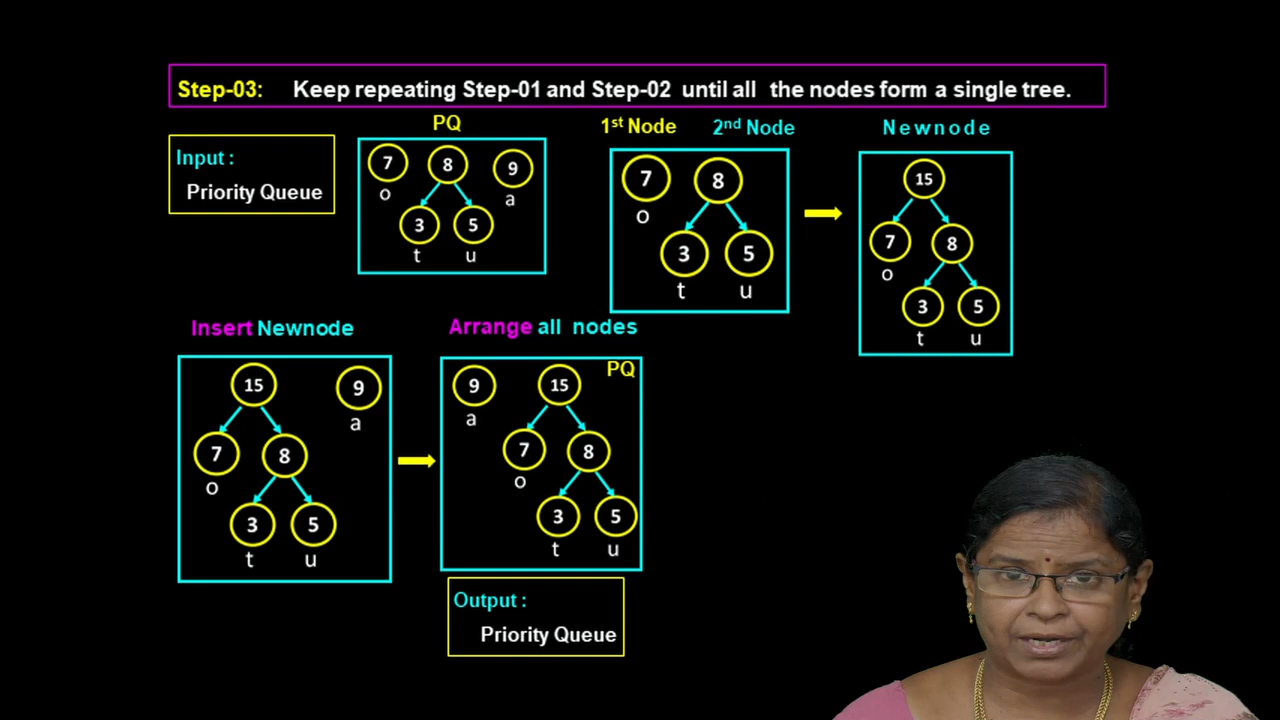 Step-03: Keep repeating Step-01 and Step-02 until all the nodes form a single tree.
Input :
Priority Queue
PQ
7 8 9
o a
3 5
t u
1st Node 2nd Node
7 8
o
3 5
t u
Newnode
15
7 8
o
3 5
t u
Insert Newnode
15 9
a
7 8
o
3 5
t u
Arrange all nodes
PQ
9 15
a
7 8
o
3 5
t u
Output :
Priority Queue